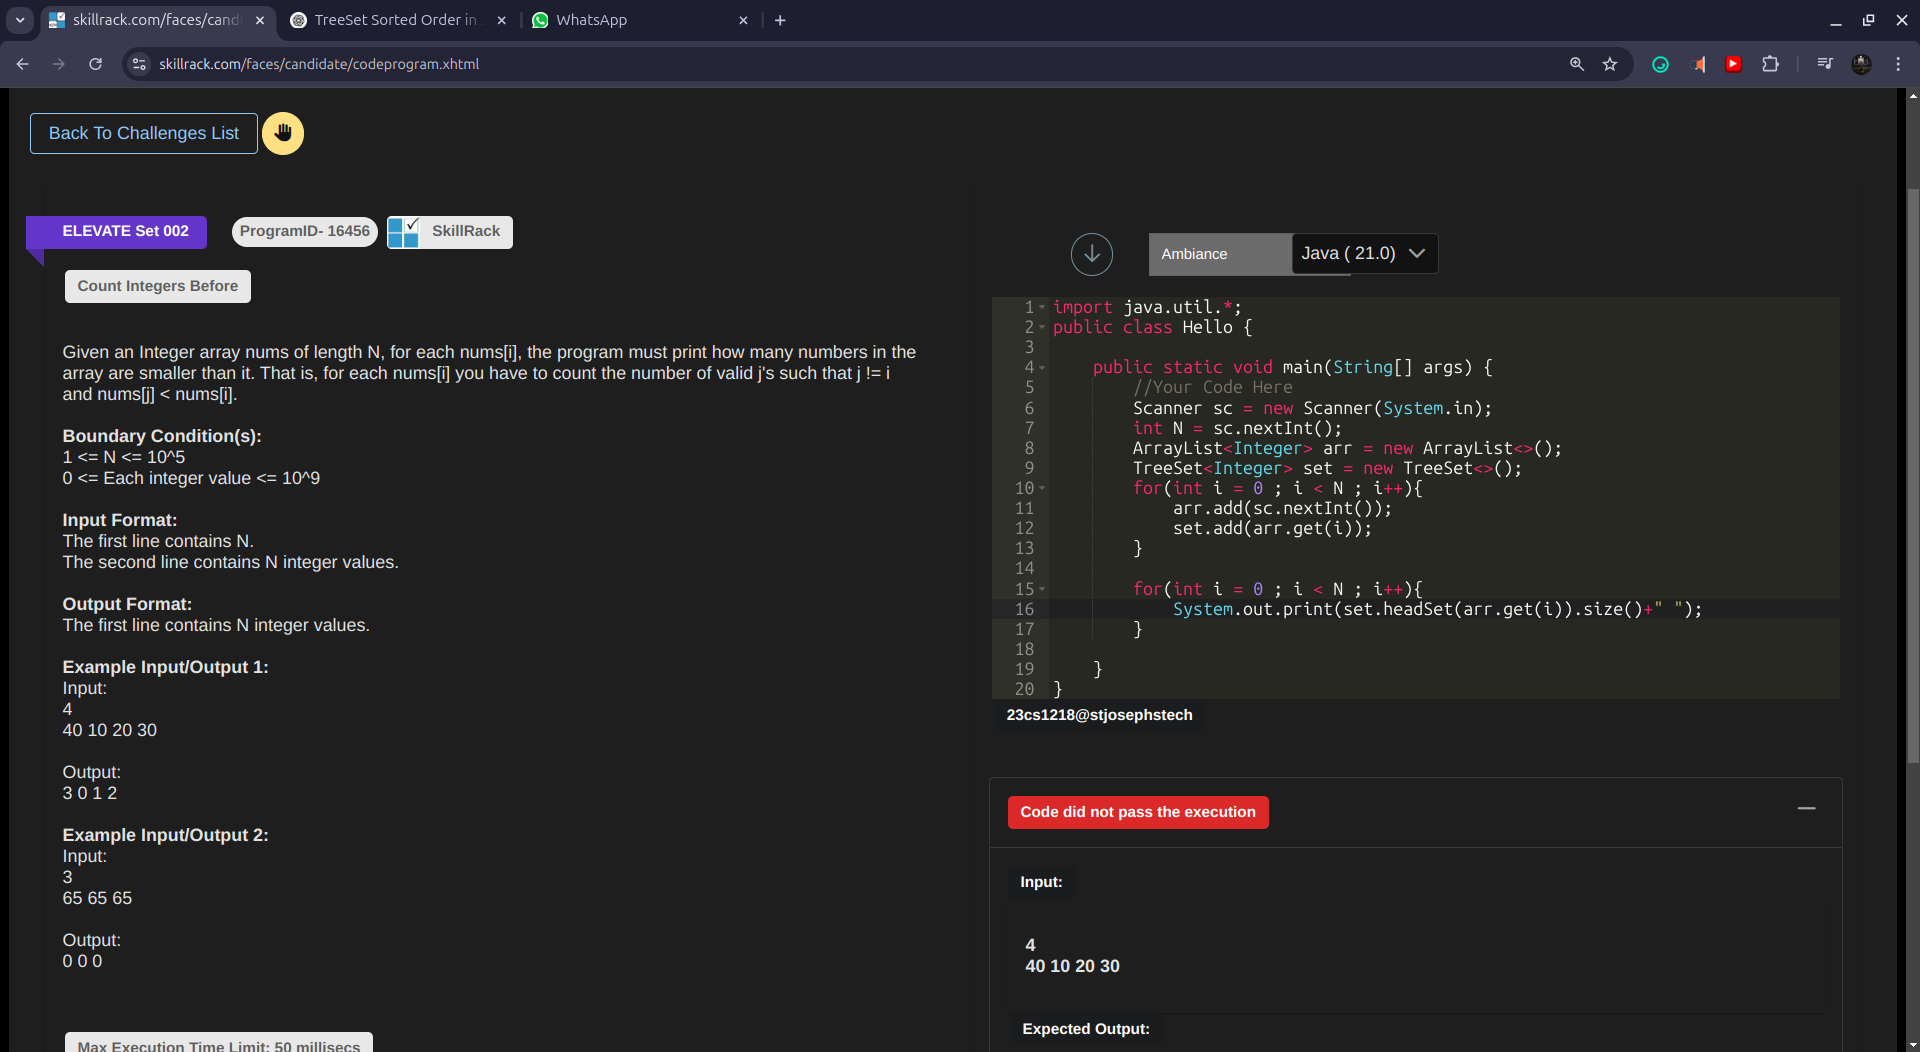 skillrack.com/faces/candi
TreeSet Sorted Order in
WhatsApp
skillrack.com/faces/candidate/codeprogram.xhtml
Back To Challenges List
ELEVATE Set 002
ProgramID- 16456
SkillRack
Count Integers Before
Given an Integer array nums of length N, for each nums[i], the program must print how many numbers in the
array are smaller than it. That is, for each nums[i] you have to count the number of valid j's such that j != i
and nums[j] < nums[i].
Boundary Condition(s):
1 <= N <= 10^5
0 <= Each integer value <= 10^9
Input Format:
The first line contains N.
The second line contains N integer values.
Output Format:
The first line contains N integer values.
Example Input/Output 1:
Input:
4
40 10 20 30
Output:
3 0 1 2
Example Input/Output 2:
Input:
3
65 65 65
Output:
0 0 0
Max Execution Time Limit: 50 millisecs
Ambiance
Java ( 21.0)
1 import java.util.*;
2 public class Hello {
3
4     public static void main(String[] args) {
5         //Your Code Here
6         Scanner sc = new Scanner(System.in);
7         int N = sc.nextInt();
8         ArrayList<Integer> arr = new ArrayList<>();
9         TreeSet<Integer> set = new TreeSet<>();
10         for(int i = 0 ; i < N ; i++){
11             arr.add(sc.nextInt());
12             set.add(arr.get(i));
13         }
14
15         for(int i = 0 ; i < N ; i++){
16             System.out.print(set.headSet(arr.get(i)).size()+" ");
17         }
18
19     }
20 }
23cs1218@stjosephstech
Code did not pass the execution
Input:
4
40 10 20 30
Expected Output: